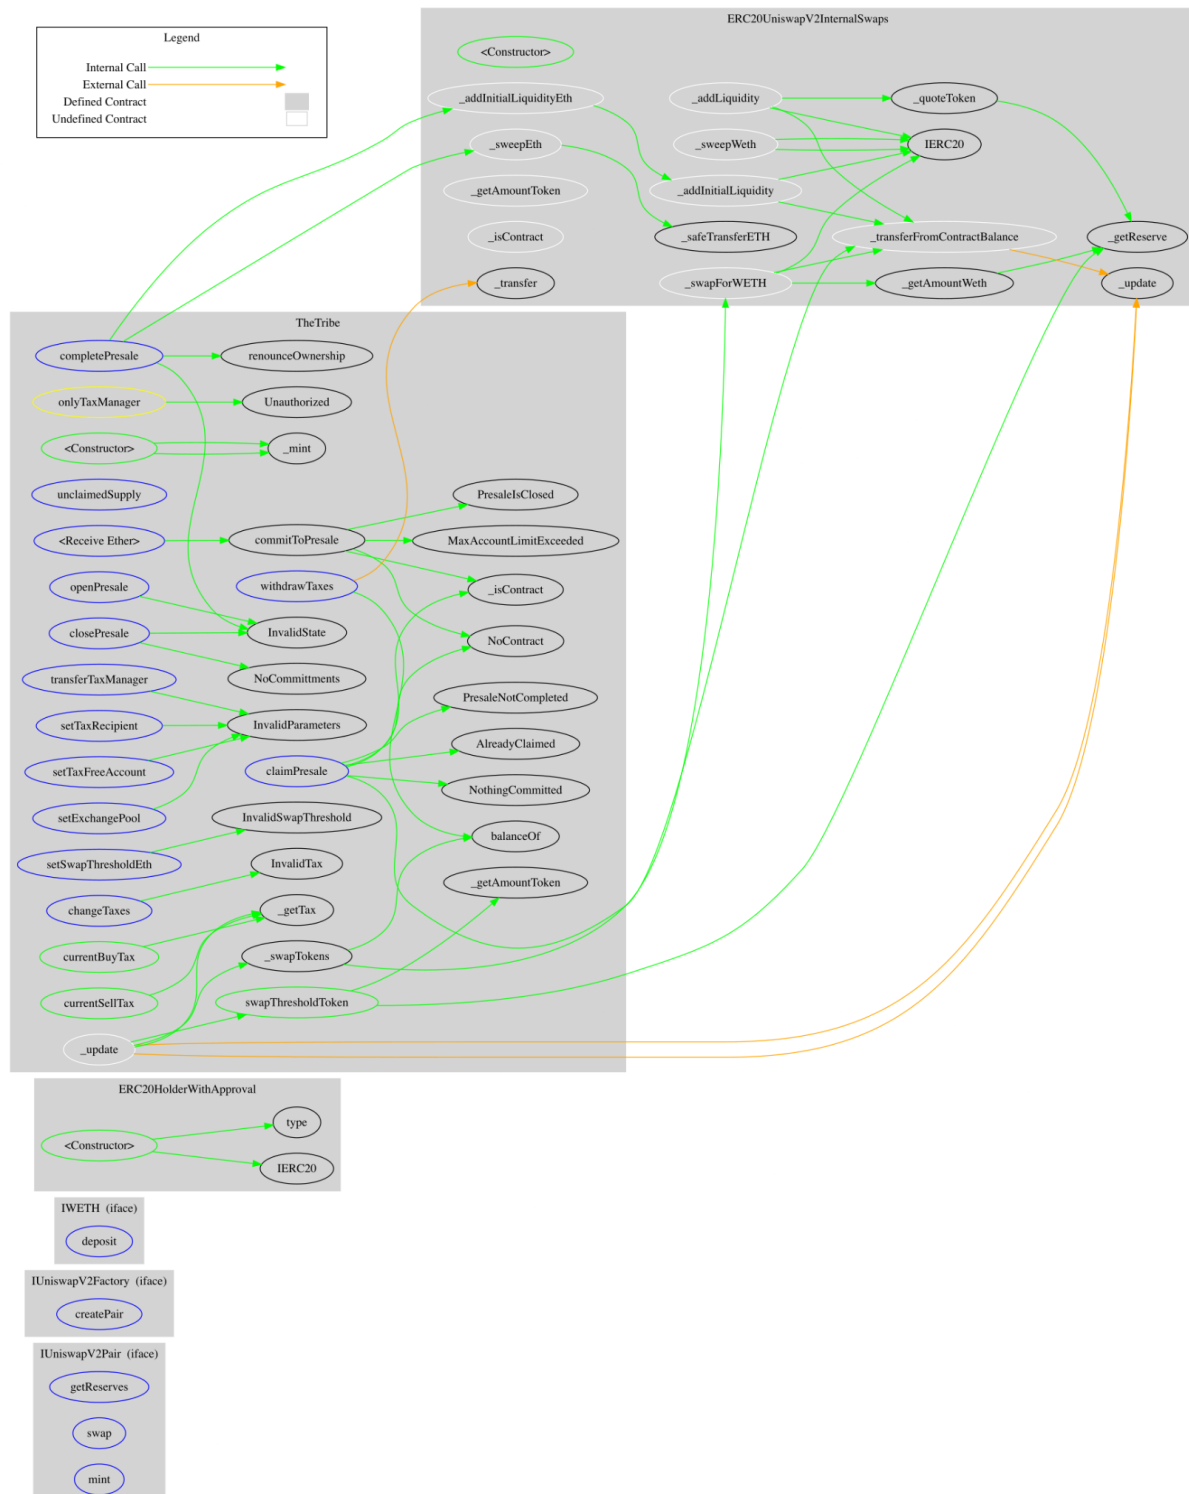 Legend
Internal Call
External Call
Defined Contract
Undefined Contract
ERC20UniswapV2InternalSwaps
<Constructor>
_addInitialLiquidityEth
_addLiquidity
_quoteToken
_sweepEth
_sweepWeth
IERC20
_getAmountToken
_addInitialLiquidity
_isContract
_safeTransferETH
_transferFromContractBalance
_getReserve
_transfer
_swapForWETH
_getAmountWeth
_update
TheTribe
completePresale
renounceOwnership
onlyTaxManager
Unauthorized
<Constructor>
_mint
unclaimedSupply
PresaleIsClosed
<Receive Ether>
commitToPresale
MaxAccountLimitExceeded
openPresale
withdrawTaxes
_isContract
closePresale
InvalidState
NoContract
transferTaxManager
NoCommittments
PresaleNotCompleted
setTaxRecipient
InvalidParameters
AlreadyClaimed
setTaxFreeAccount
claimPresale
NothingCommitted
setExchangePool
InvalidSwapThreshold
balanceOf
setSwapThresholdEth
InvalidTax
_getAmountToken
changeTaxes
_getTax
currentBuyTax
_swapTokens
currentSellTax
swapThresholdToken
_update
ERC20HolderWithApproval
type
<Constructor>
IERC20
IWETH (iface)
deposit
IUniswapV2Factory (iface)
createPair
IUniswapV2Pair (iface)
getReserves
swap
mint